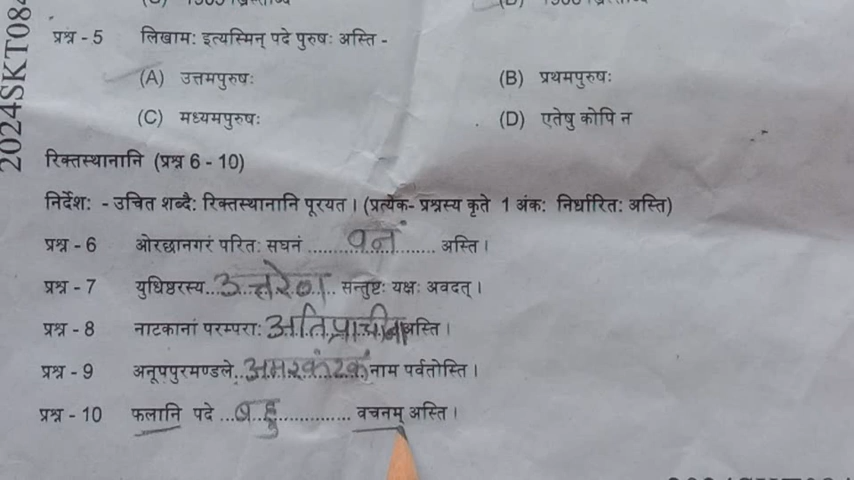 2024SKT084
प्रश्न - 5 लिखाम: इत्यस्मिन् पदे पुरुषः अस्ति -
(A) उत्तमपुरुषः (B) प्रथमपुरुषः
(C) मध्यमपुरुषः (D) एतेषु कोपि न
रिक्तस्थानानि (प्रश्न 6 - 10)
निर्देशः - उचित शब्दैः रिक्तस्थानानि पूरयत। (प्रत्येक- प्रश्नस्य कृते 1 अंकः निर्धारितः अस्ति)
प्रश्न - 6 ओरछानगरं परितः सघनं ...वनं... अस्ति।
प्रश्न - 7 युधिष्ठरस्य...उत्तरेण... सन्तुष्टः यक्षः अवदत्।
प्रश्न - 8 नाटकानां परम्पराः अतिप्राचीना अस्ति।
प्रश्न - 9 अनूपपुरमण्डले..अमरकंटकं नाम पर्वतोस्ति।
प्रश्न - 10 फलानि पदे ...बहु............ वचनम् अस्ति।